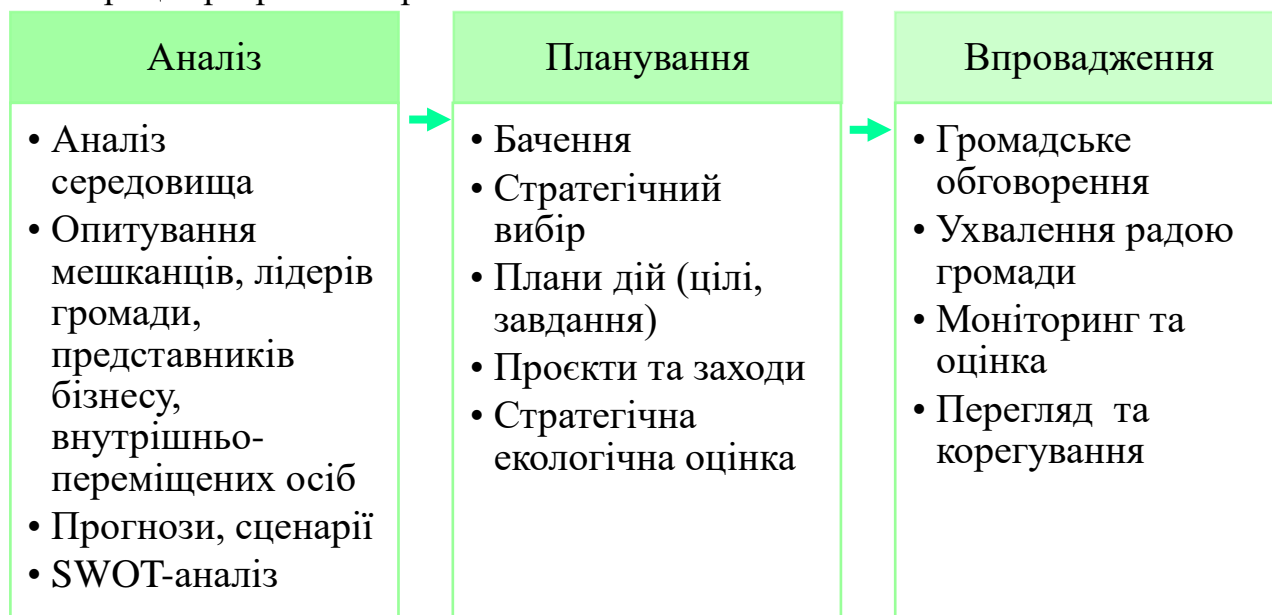 Аналіз
• Аналіз
середовища
• Опитування
мешканців, лідерів
громади,
представників
бізнесу,
внутрішньо-
переміщених осіб
• Прогнози, сценарії
• SWOT-аналіз
Планування
• Бачення
• Стратегічний
вибір
• Плани дій (цілі,
завдання)
• Проєкти та заходи
• Стратегічна
екологічна оцінка
Впровадження
• Громадське
обговорення
• Ухвалення радою
громади
• Моніторинг та
оцінка
• Перегляд та
корегування